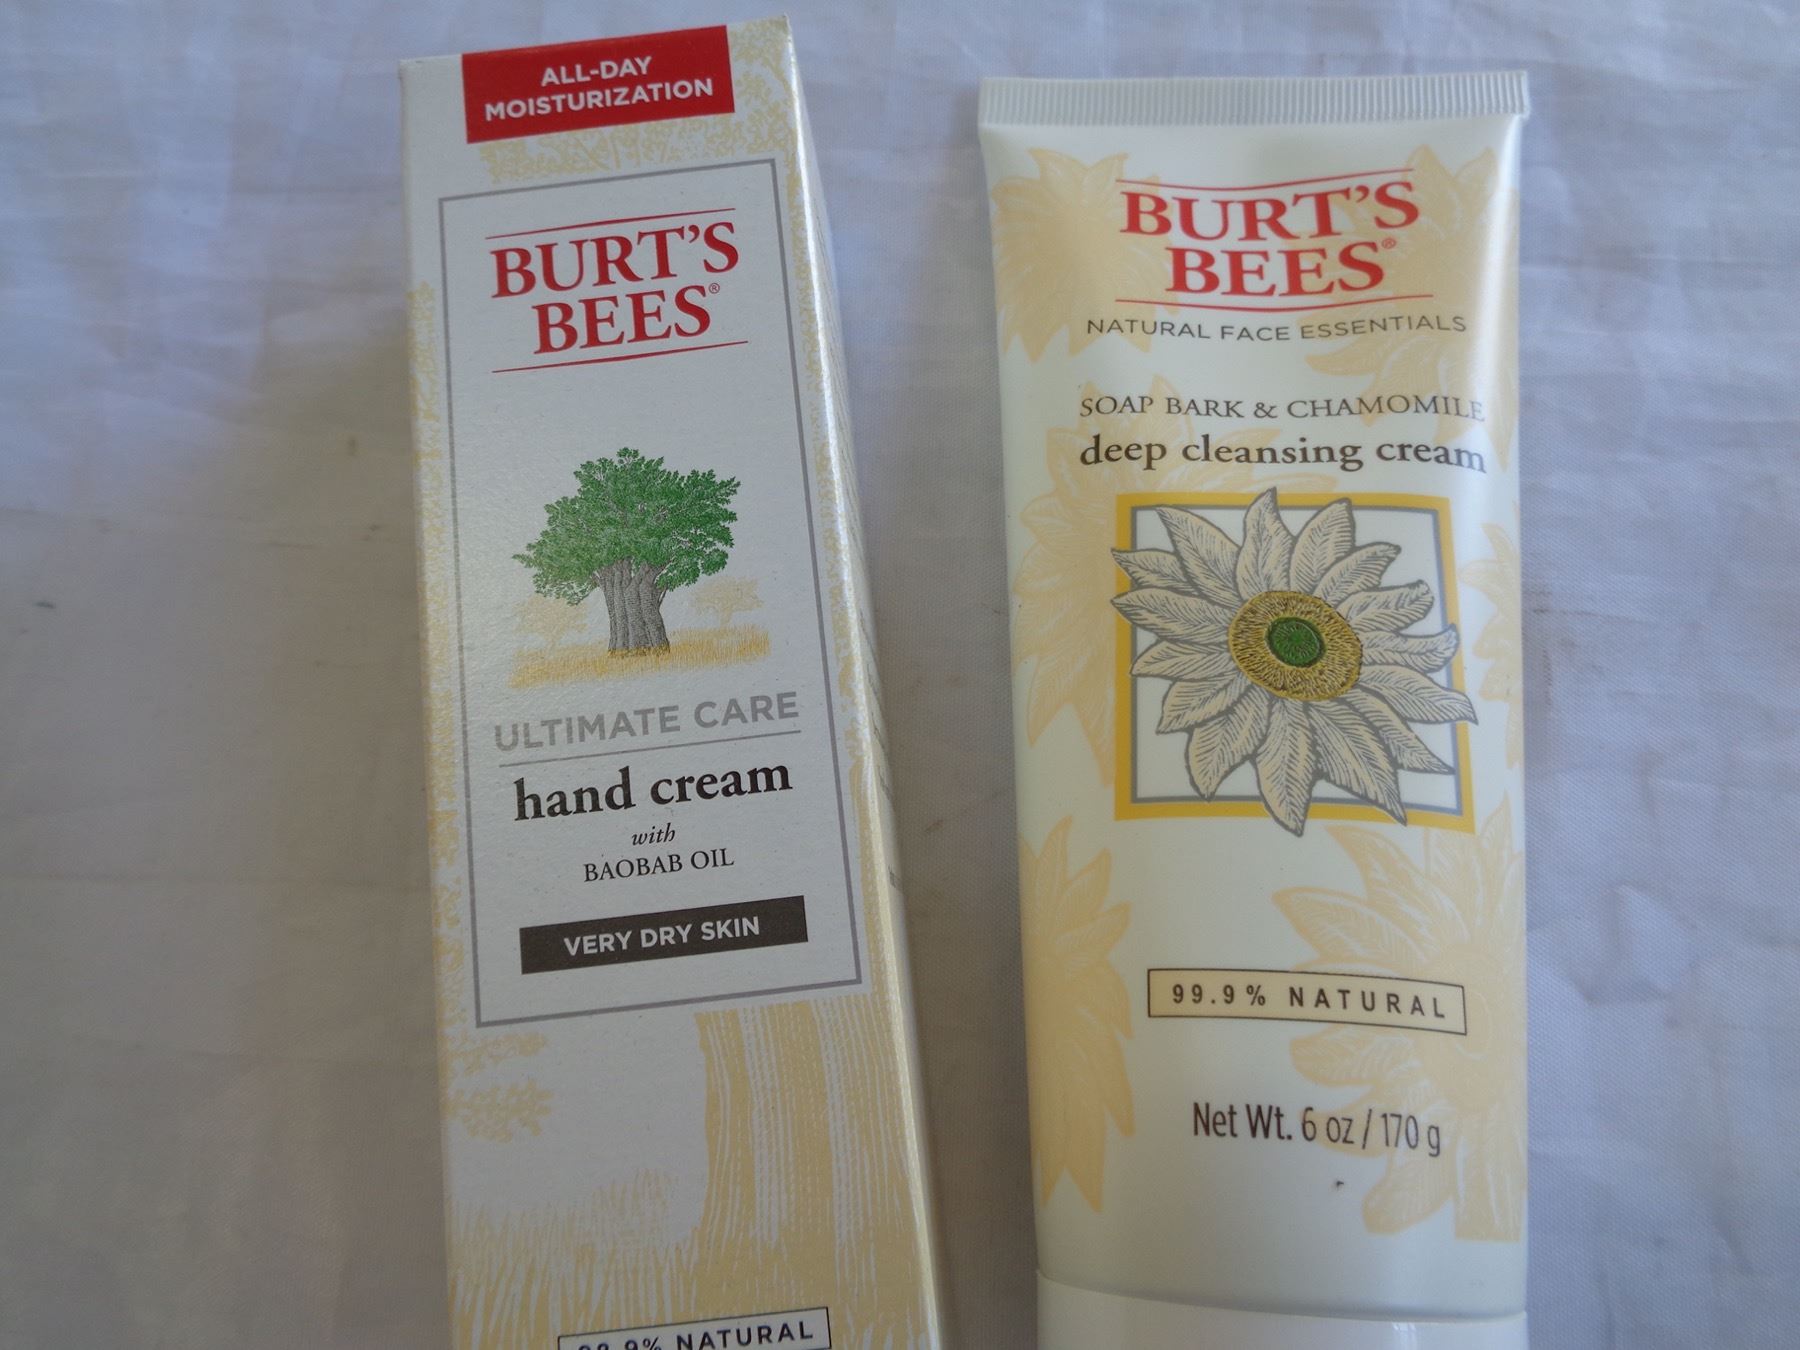 ALL-DAY
MOISTURIZATION
BURT'S
BEES®
ULTIMATE CARE
hand cream
with
BAOBAB OIL
VERY DRY SKIN
NATURAL
BURT'S
BEES®
NATURAL FACE ESSENTIALS
SOAP BARK & CHAMOMILE
deep cleansing cream
99.9% NATURAL
Net Wt. 6 oz / 170 g